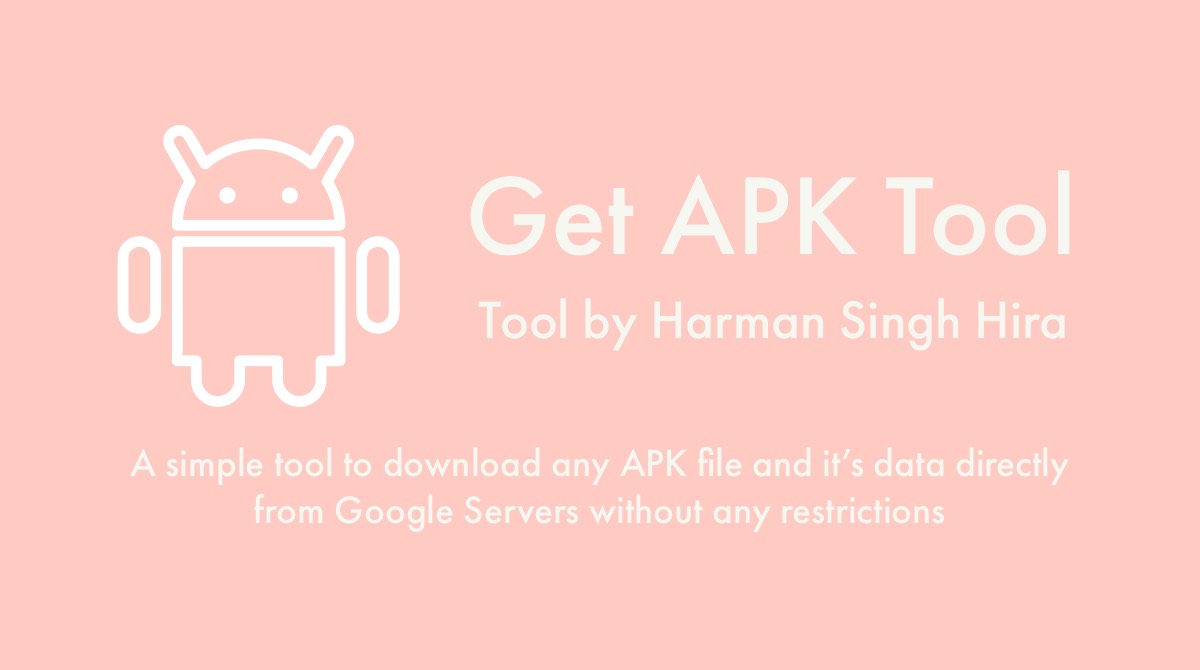 Get APK Tool
Tool by Harman Singh Hira
A simple tool to download any APK file and it’s data directly
from Google Servers without any restrictions